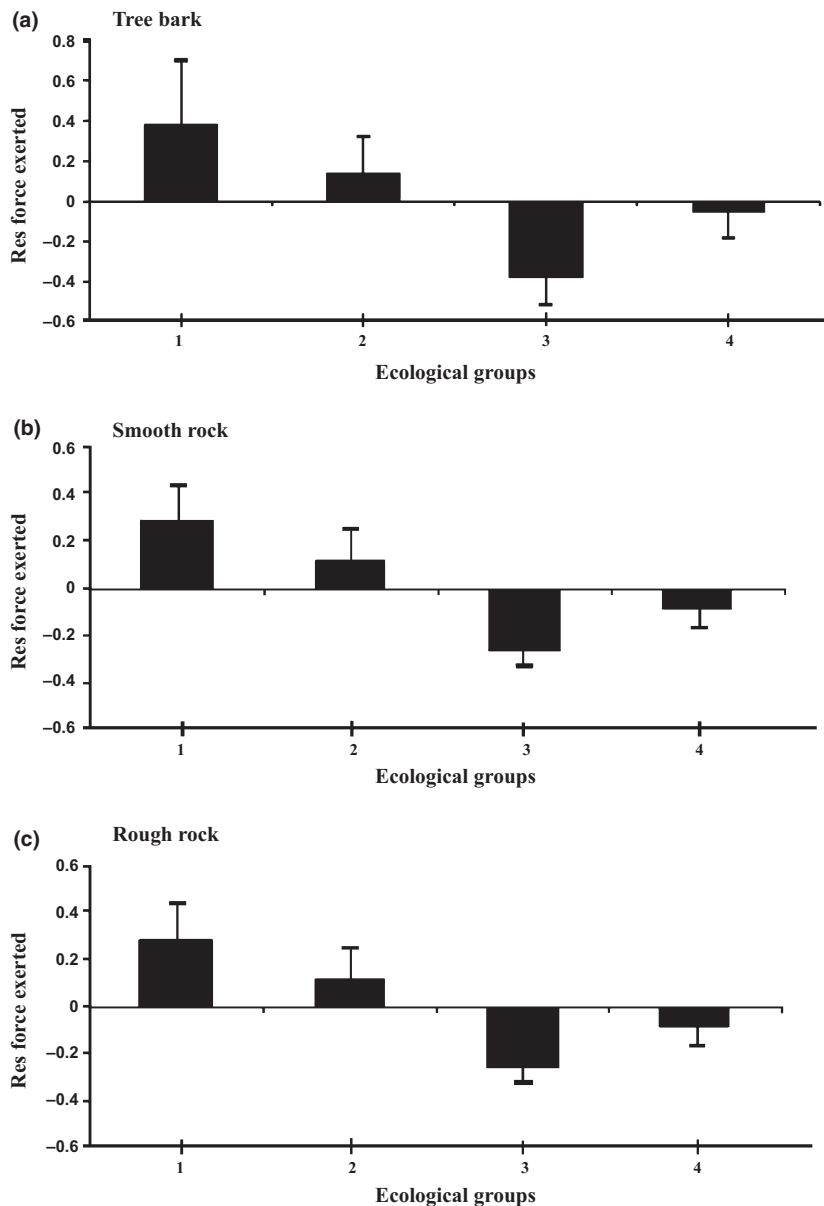 (a) Tree bark
0.8
0.6
0.4
0.2
0
–0.2
–0.4
–0.6
Res force exerted
1 2 3 4
Ecological groups
(b) Smooth rock
0.6
0.4
0.2
0
–0.2
–0.4
–0.6
Res force exerted
1 2 3 4
Ecological groups
(c) Rough rock
0.6
0.4
0.2
0
–0.2
–0.4
–0.6
Res force exerted
1 2 3 4
Ecological groups